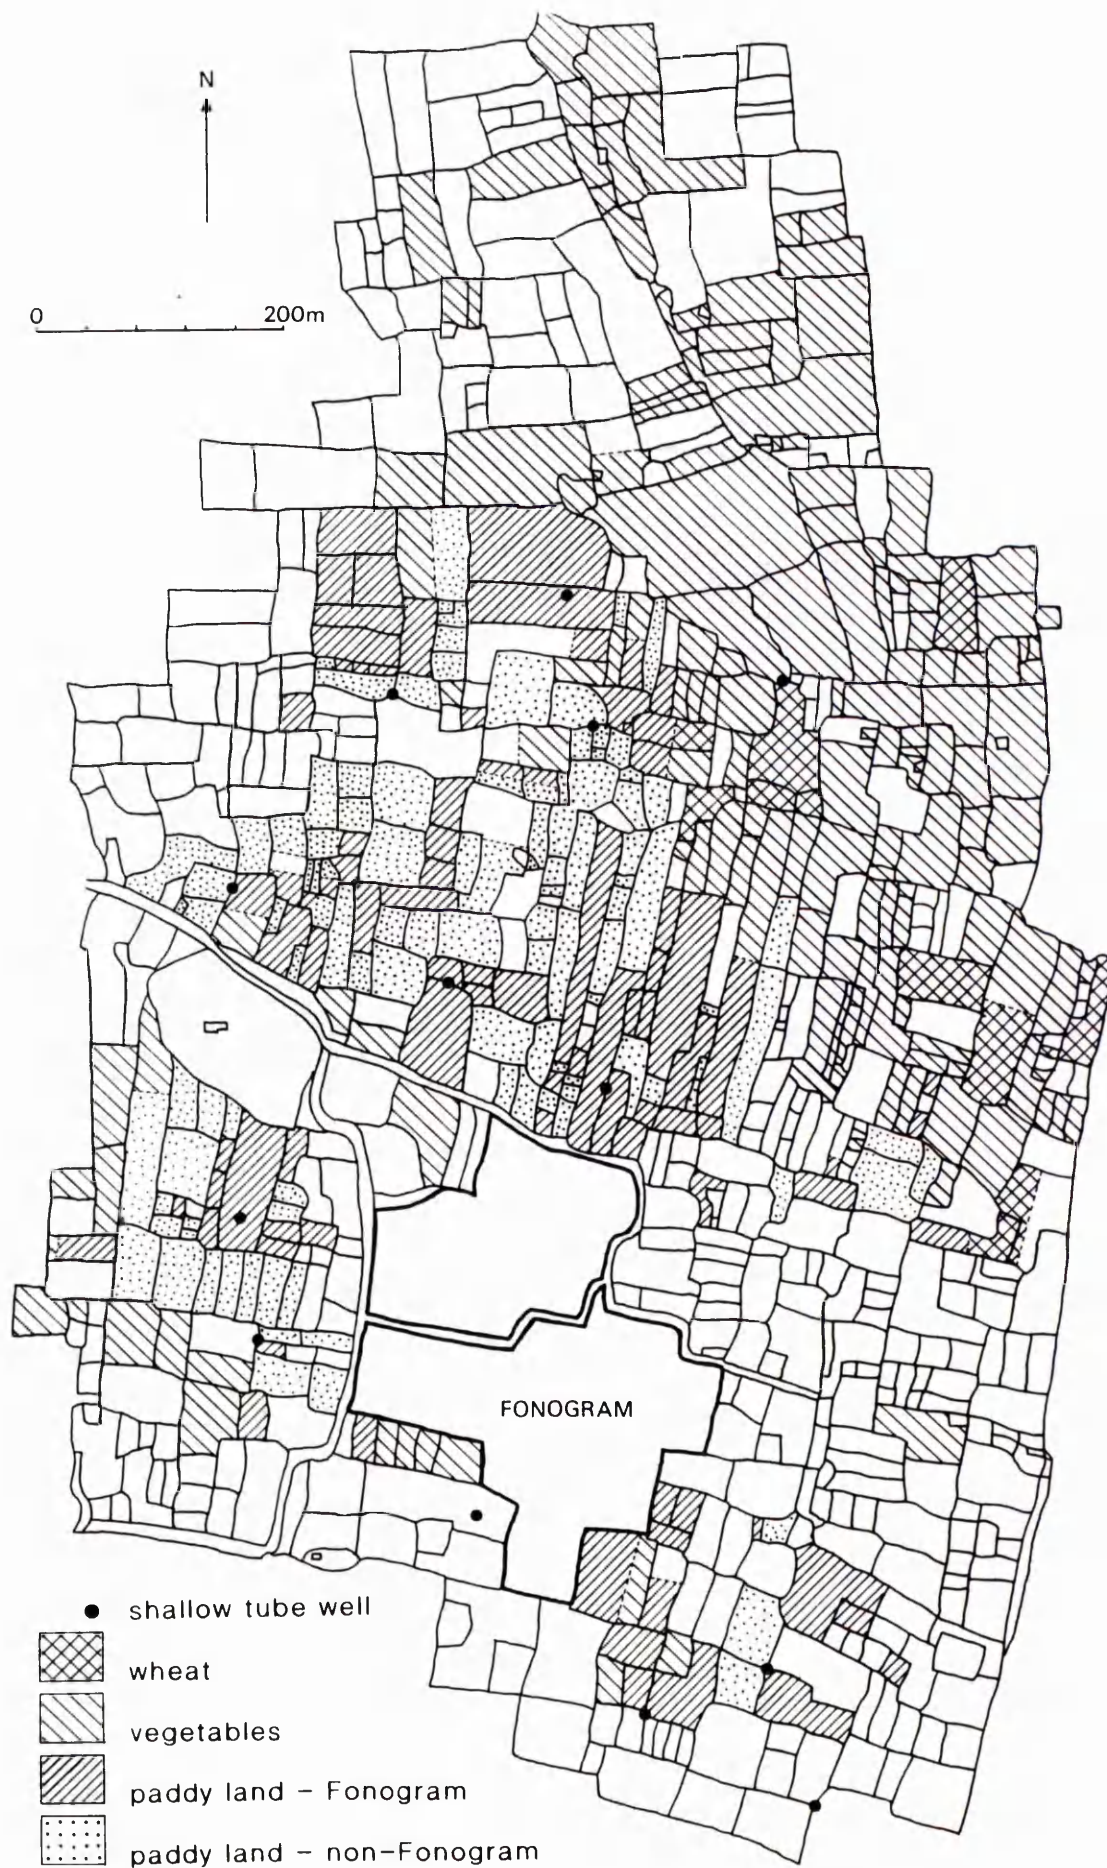 N
0 200m
FONOGRAM
shallow tube well
wheat
vegetables
paddy land – Fonogram
paddy land – non-Fonogram